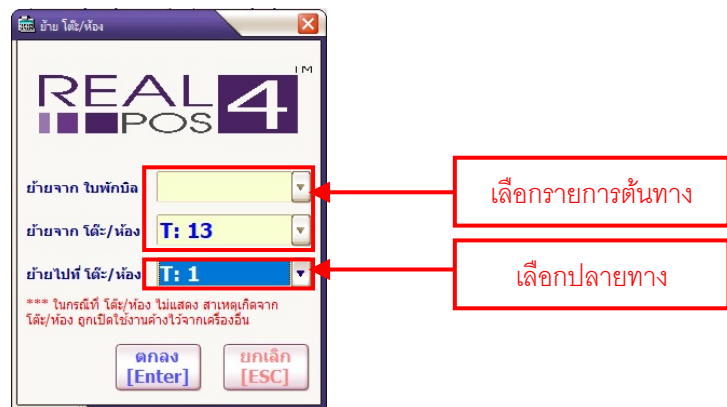 ย้าย โต๊ะ/ห้อง
REAL 4 TM
POS
ย้ายจาก ใบพักบิล
เลือกรายการต้นทาง
ย้ายจาก โต๊ะ/ห้อง T: 13
ย้ายไปที่ โต๊ะ/ห้อง T: 1
เลือกปลายทาง
*** ในกรณีที่ โต๊ะ/ห้อง ไม่แสดง สาเหตุเกิดจาก
โต๊ะ/ห้อง ถูกเปิดใช้งานค้างไว้จากเครื่องอื่น
ตกลง ยกเลิก
[Enter] [ESC]